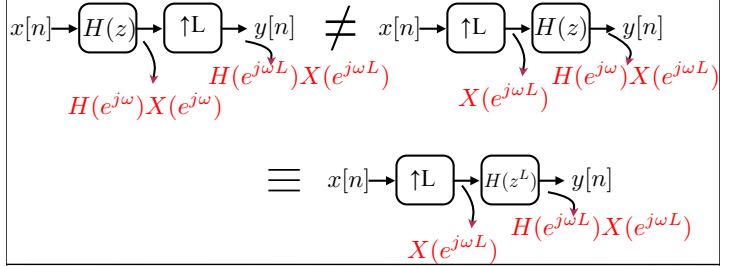 x[n] H(z) ↑L y[n] ≠ x[n] ↑L H(z) y[n]
H(e^{jω})X(e^{jω}) H(e^{jωL})X(e^{jωL}) X(e^{jωL}) H(e^{jω})X(e^{jωL})
≡ x[n] ↑L H(z^L) y[n]
X(e^{jωL}) H(e^{jωL})X(e^{jωL})